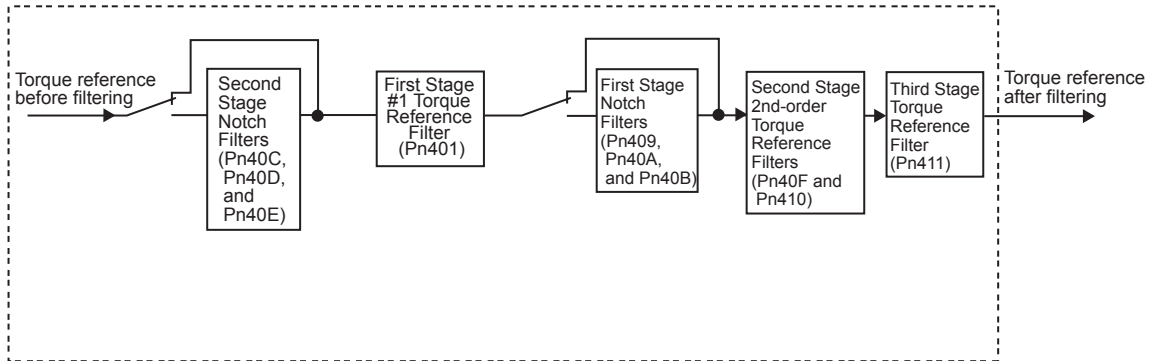 Torque reference
before filtering
Second
Stage
Notch
Filters
(Pn40C,
Pn40D,
and
Pn40E)
First Stage
#1 Torque
Reference
Filter
(Pn401)
First Stage
Notch
Filters
(Pn409,
Pn40A,
and Pn40B)
Second Stage
2nd-order
Torque
Reference
Filters
(Pn40F and
Pn410)
Third Stage
Torque
Reference
Filter
(Pn411)
Torque reference
after filtering